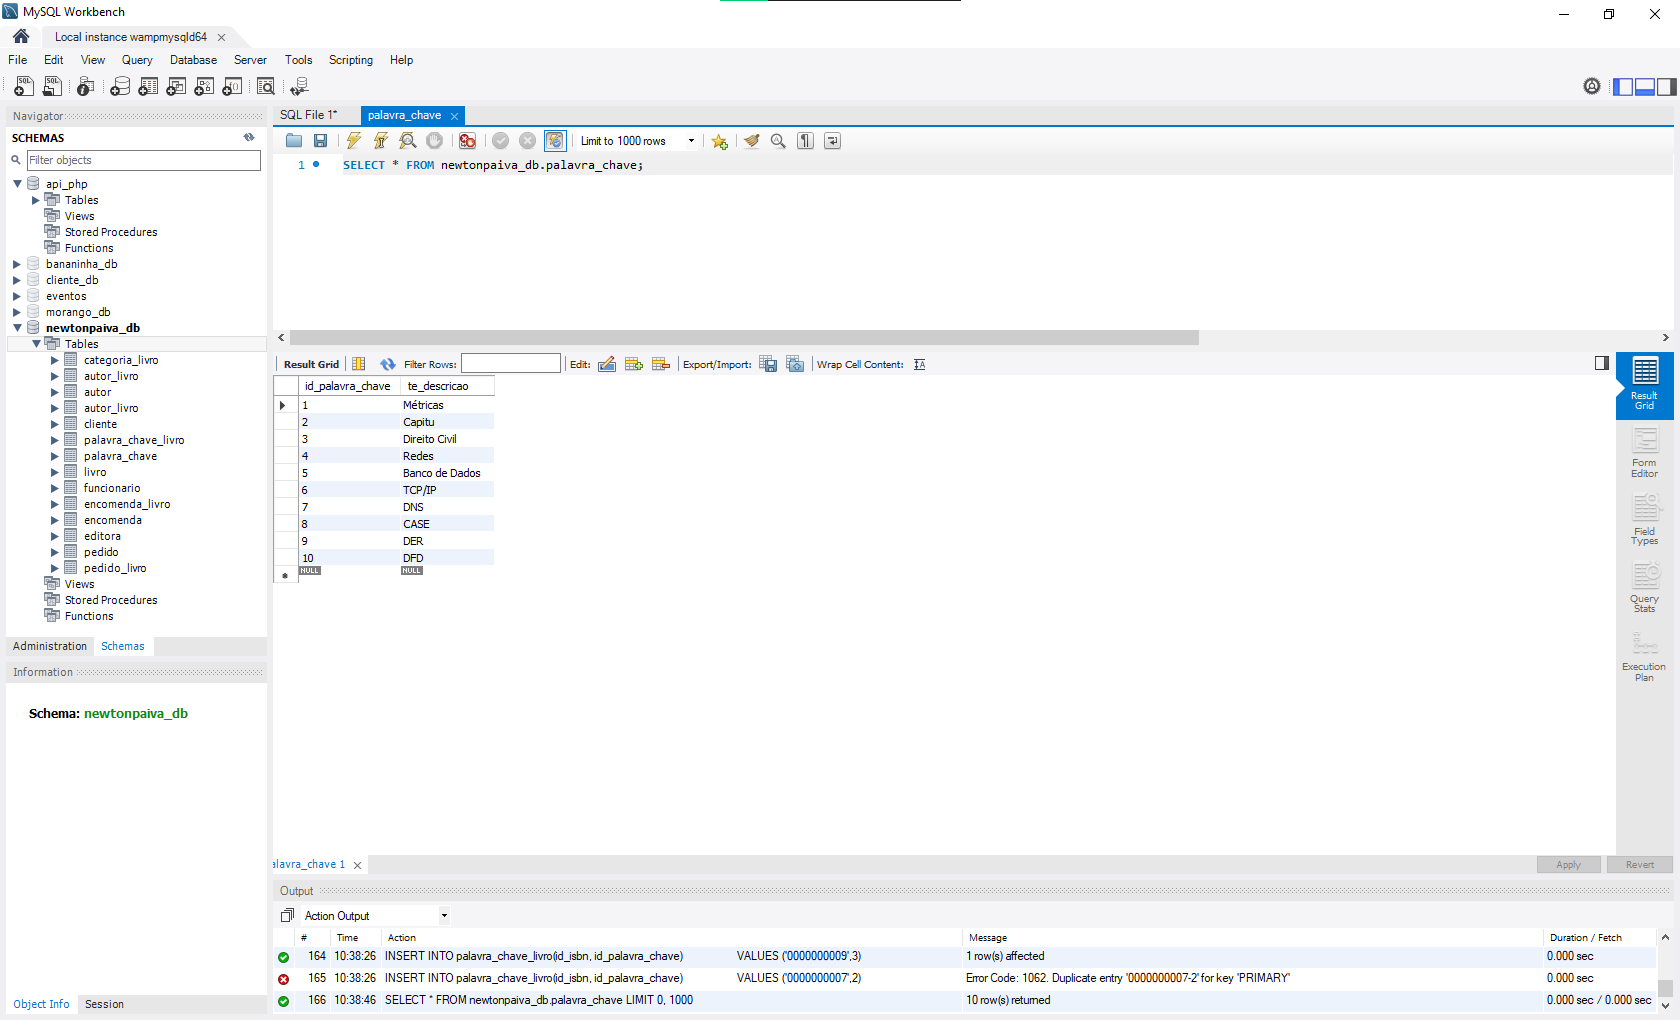 MySQL Workbench
Local instance wampmysqld64
File Edit View Query Database Server Tools Scripting Help
Navigator
SCHEMAS
Filter objects
api_php
Tables
Views
Stored Procedures
Functions
bananinha_db
cliente_db
eventos
morango_db
newtonpaiva_db
Tables
categoria_livro
autor_livro
autor
autor_livro
cliente
palavra_chave_livro
palavra_chave
livro
funcionario
encomenda_livro
encomenda
editora
pedido
pedido_livro
Views
Stored Procedures
Functions
Administration Schemas
Information
Schema: newtonpaiva_db
Object Info Session
SQL File 1* palavra_chave
Limit to 1000 rows
1 SELECT * FROM newtonpaiva_db.palavra_chave;
Result Grid Filter Rows: Edit: Export/Import: Wrap Cell Content:
id_palavra_chave te_descricao
1 Métricas
2 Capitu
3 Direito Civil
4 Redes
5 Banco de Dados
6 TCP/IP
7 DNS
8 CASE
9 DER
10 DFD
NULL NULL
Result Grid
Form Editor
Field Types
Query Stats
Execution Plan
alavra_chave 1
Apply Revert
Output
Action Output
# Time Action Message Duration / Fetch
164 10:38:26 INSERT INTO palavra_chave_livro(id_isbn, id_palavra_chave) VALUES ('0000000009',3) 1 row(s) affected 0.000 sec
165 10:38:26 INSERT INTO palavra_chave_livro(id_isbn, id_palavra_chave) VALUES ('0000000007',2) Error Code: 1062. Duplicate entry '0000000007-2' for key 'PRIMARY' 0.000 sec
166 10:38:46 SELECT * FROM newtonpaiva_db.palavra_chave LIMIT 0, 1000 10 row(s) returned 0.000 sec / 0.000 sec